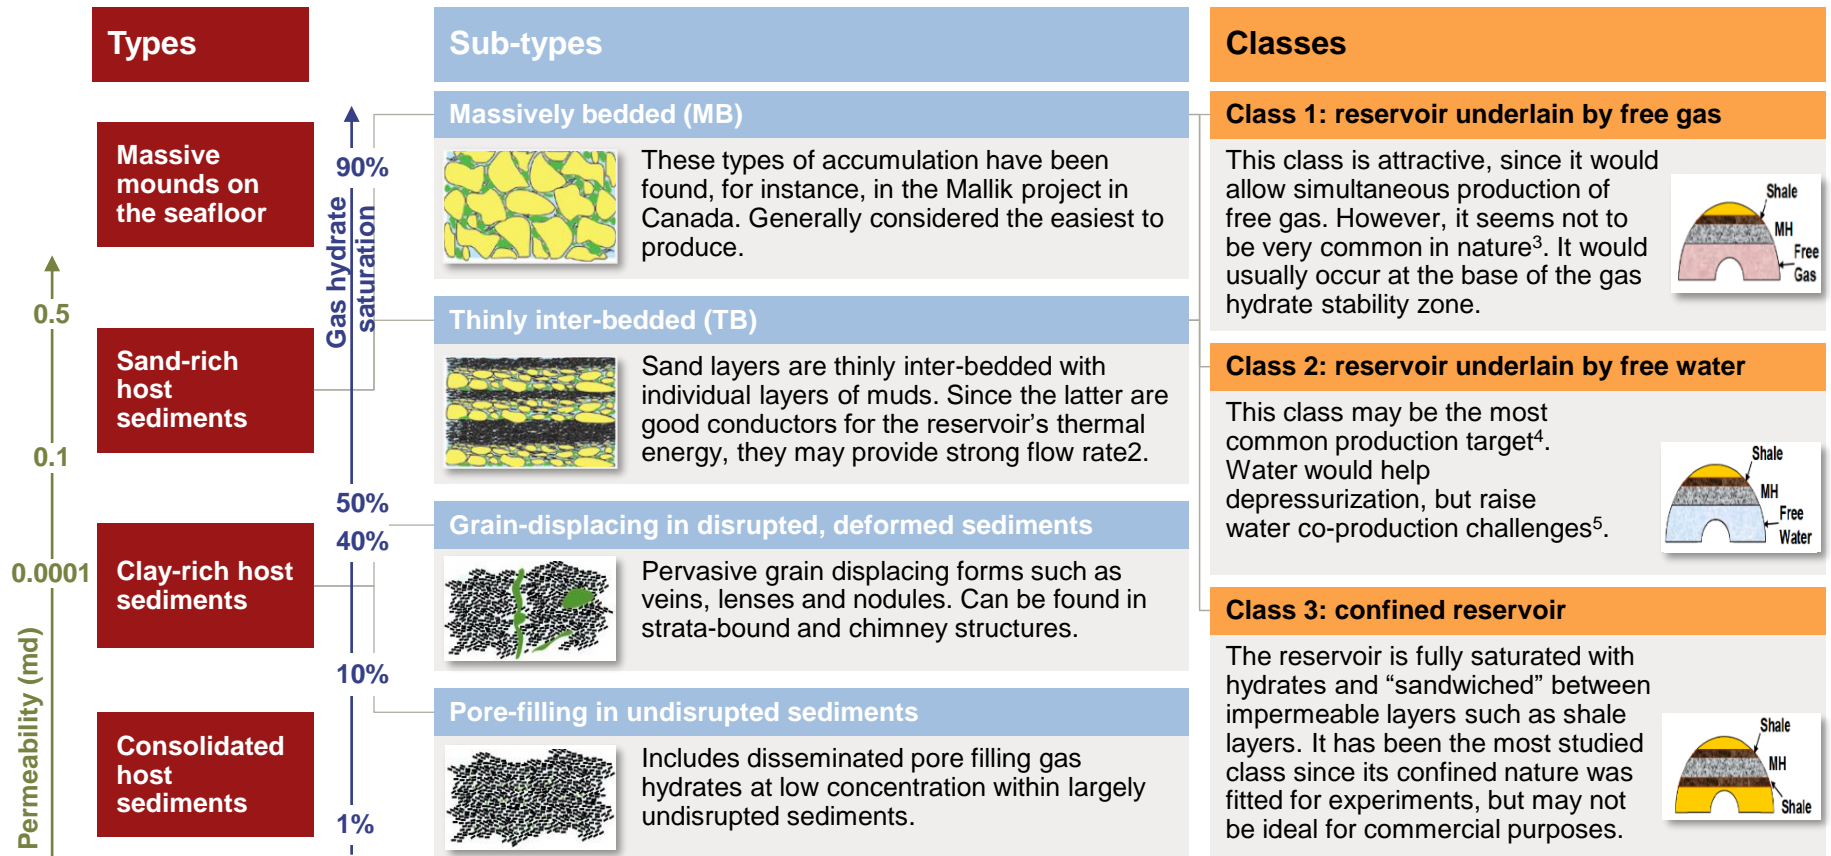 Types
Massive
mounds on
the seafloor
Sand-rich
host
sediments
Clay-rich host
sediments
Consolidated
host
sediments
Permeability (md)
0.5
0.1
0.0001
Gas hydrate
saturation
90%
50%
40%
10%
1%
Sub-types
Massively bedded (MB)
These types of accumulation have been
found, for instance, in the Mallik project in
Canada. Generally considered the easiest to
produce.
Thinly inter-bedded (TB)
Sand layers are thinly inter-bedded with
individual layers of muds. Since the latter are
good conductors for the reservoir’s thermal
energy, they may provide strong flow rate2.
Grain-displacing in disrupted, deformed sediments
Pervasive grain displacing forms such as
veins, lenses and nodules. Can be found in
strata-bound and chimney structures.
Pore-filling in undisrupted sediments
Includes disseminated pore filling gas
hydrates at low concentration within largely
undisrupted sediments.
Classes
Class 1: reservoir underlain by free gas
This class is attractive, since it would
allow simultaneous production of
free gas. However, it seems not to
be very common in nature³. It would
usually occur at the base of the gas
hydrate stability zone.
Shale
MH
Free
Gas
Class 2: reservoir underlain by free water
This class may be the most
common production target⁴.
Water would help
depressurization, but raise
water co-production challenges⁵.
Shale
MH
Free
Water
Class 3: confined reservoir
The reservoir is fully saturated with
hydrates and “sandwiched” between
impermeable layers such as shale
layers. It has been the most studied
class since its confined nature was
fitted for experiments, but may not
be ideal for commercial purposes.
Shale
MH
Shale